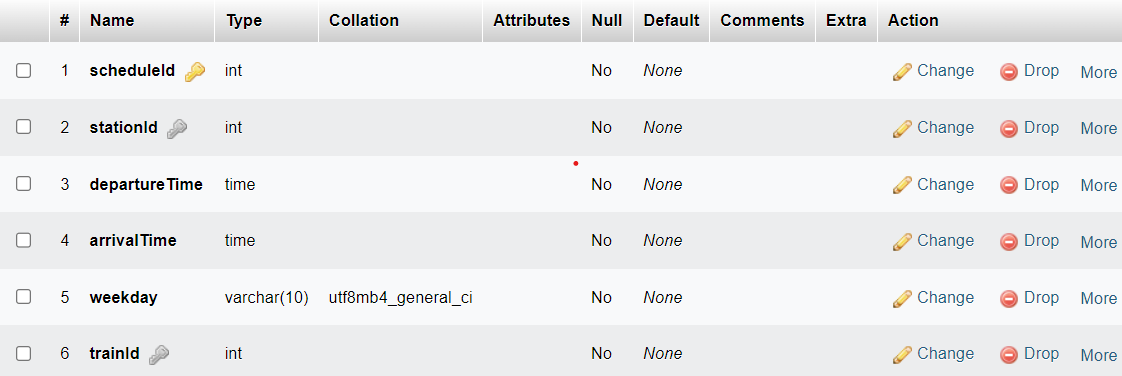 # Name Type Collation Attributes Null Default Comments Extra Action
1 scheduleId int No None Change Drop More
2 stationId int No None Change Drop More
3 departureTime time No None Change Drop More
4 arrivalTime time No None Change Drop More
5 weekday varchar(10) utf8mb4_general_ci No None Change Drop More
6 trainId int No None Change Drop More